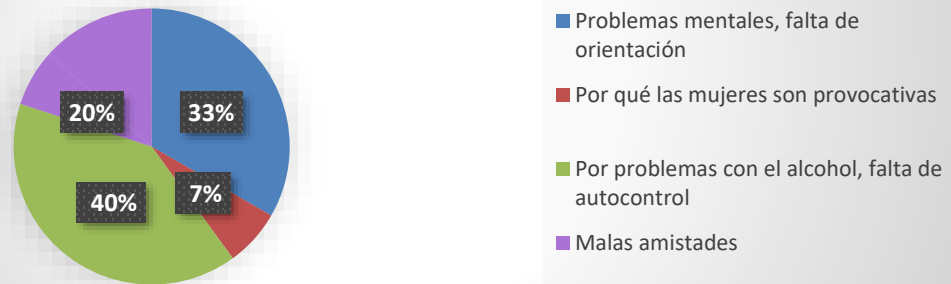 20%
33%
7%
40%
Problemas mentales, falta de
orientación
Por qué las mujeres son provocativas
Por problemas con el alcohol, falta de
autocontrol
Malas amistades